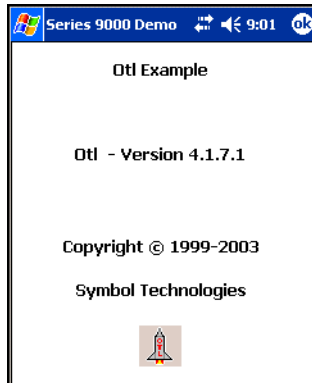 Series 9000 Demo 9:01 ok
Otl Example
Otl - Version 4.1.7.1
Copyright © 1999-2003
Symbol Technologies
OTL